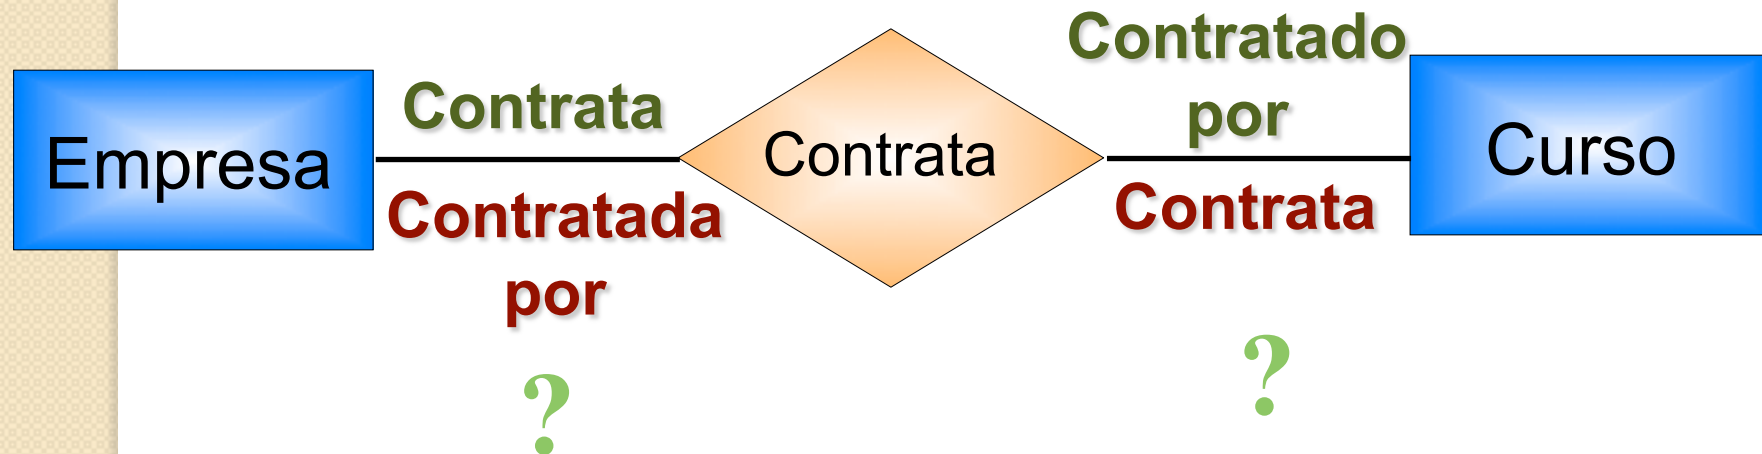 Empresa
Contrata
Contratada
por
?
Contrata
Contratado
por
Contrata
?
Curso